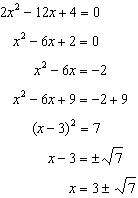 2x² − 12x + 4 = 0
x² − 6x + 2 = 0
x² − 6x = −2
x² − 6x + 9 = −2 + 9
(x − 3)² = 7
x − 3 = ±√7
x = 3 ± √7